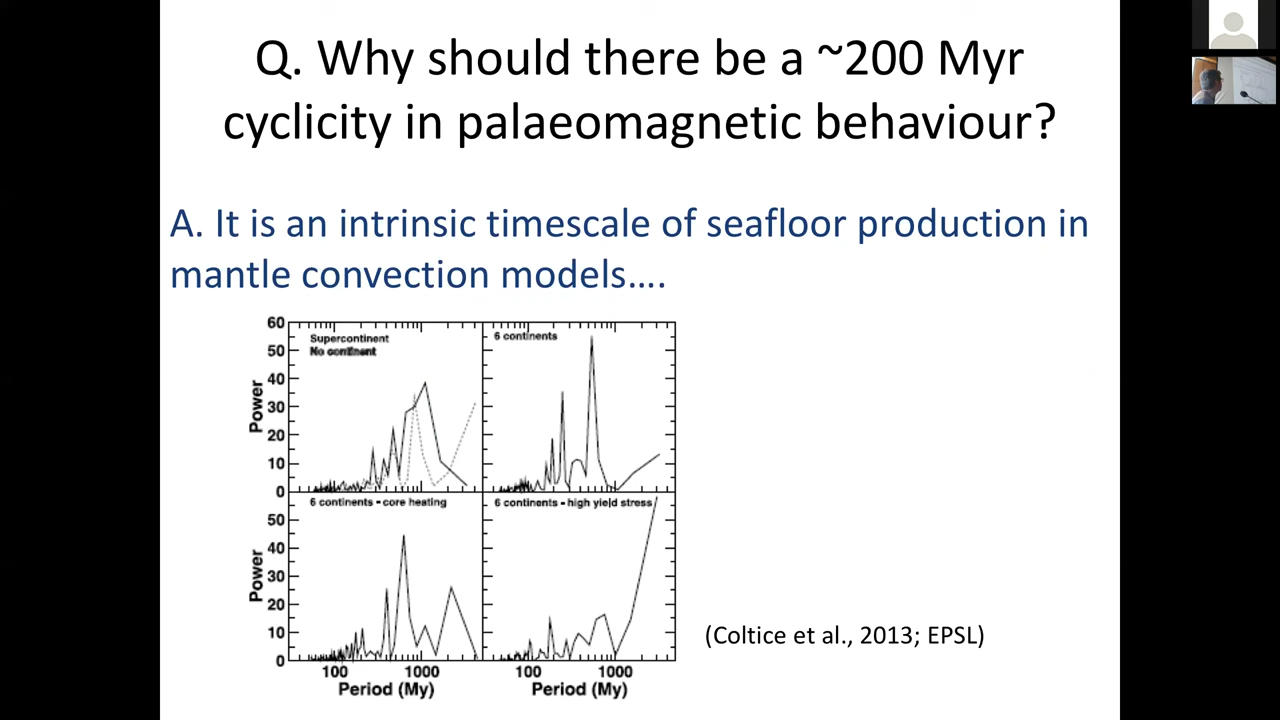 Q. Why should there be a ~200 Myr
cyclicity in palaeomagnetic behaviour?
A. It is an intrinsic timescale of seafloor production in
mantle convection models….
60
50
40
30
20
10
0
Power
Supercontinent
No continent
6 continents
50
40
30
20
10
0
Power
6 continents - core heating
6 continents - high yield stress
100
1000
100
1000
Period (My)
Period (My)
(Coltice et al., 2013; EPSL)